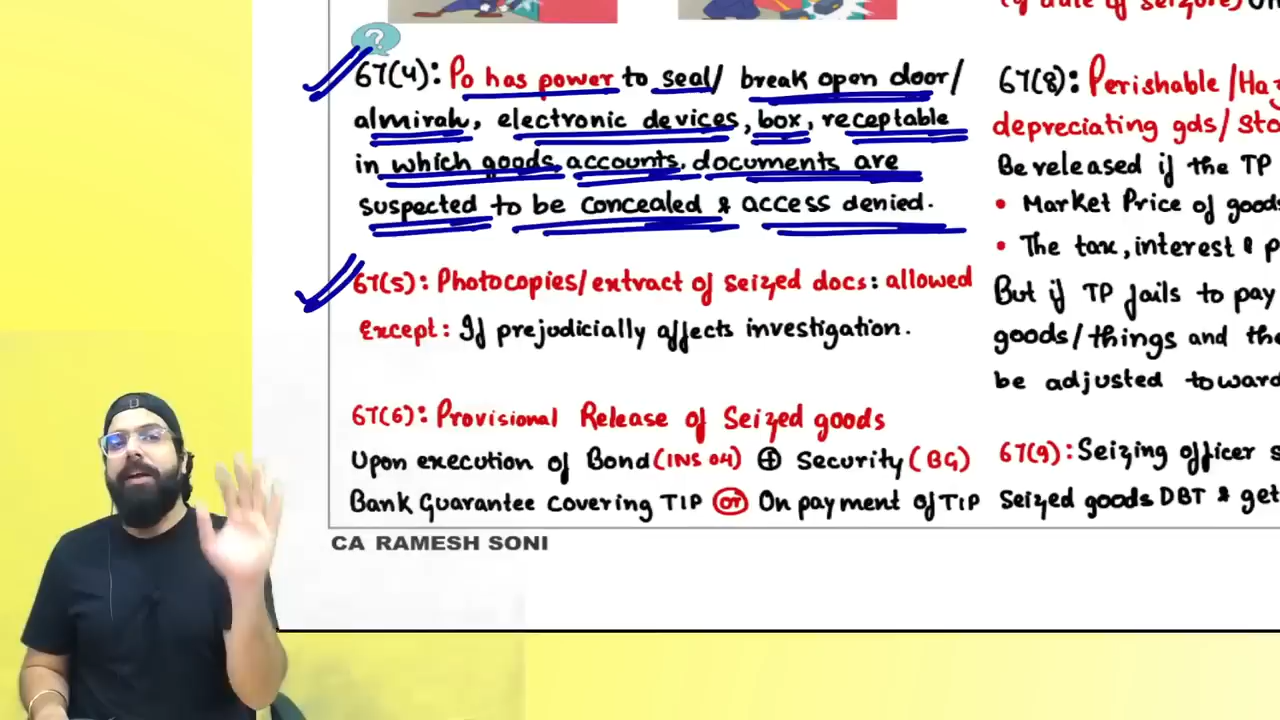 ?
67(4): Po has power to seal/ break open door/
almirah, electronic devices, box, receptable
in which goods accounts, documents are
suspected to be concealed & access denied.
67(5): Photocopies/extract of seized docs: allowed
Except: If prejudicially affects investigation.
67(6): Provisional Release of Seized goods
Upon execution of Bond (INS 04) ⊕ Security (BG)
Bank Guarantee covering TIP or On payment of TIP
CA RAMESH SONI
67(8): Perishable/Haz
depreciating gds/ Sto
Be released if the TP
• Market Price of goods
• The tax, interest & p
But if TP fails to pay
goods/things and the
be adjusted toward
67(9): Seizing officer s
Seized goods DBT & get